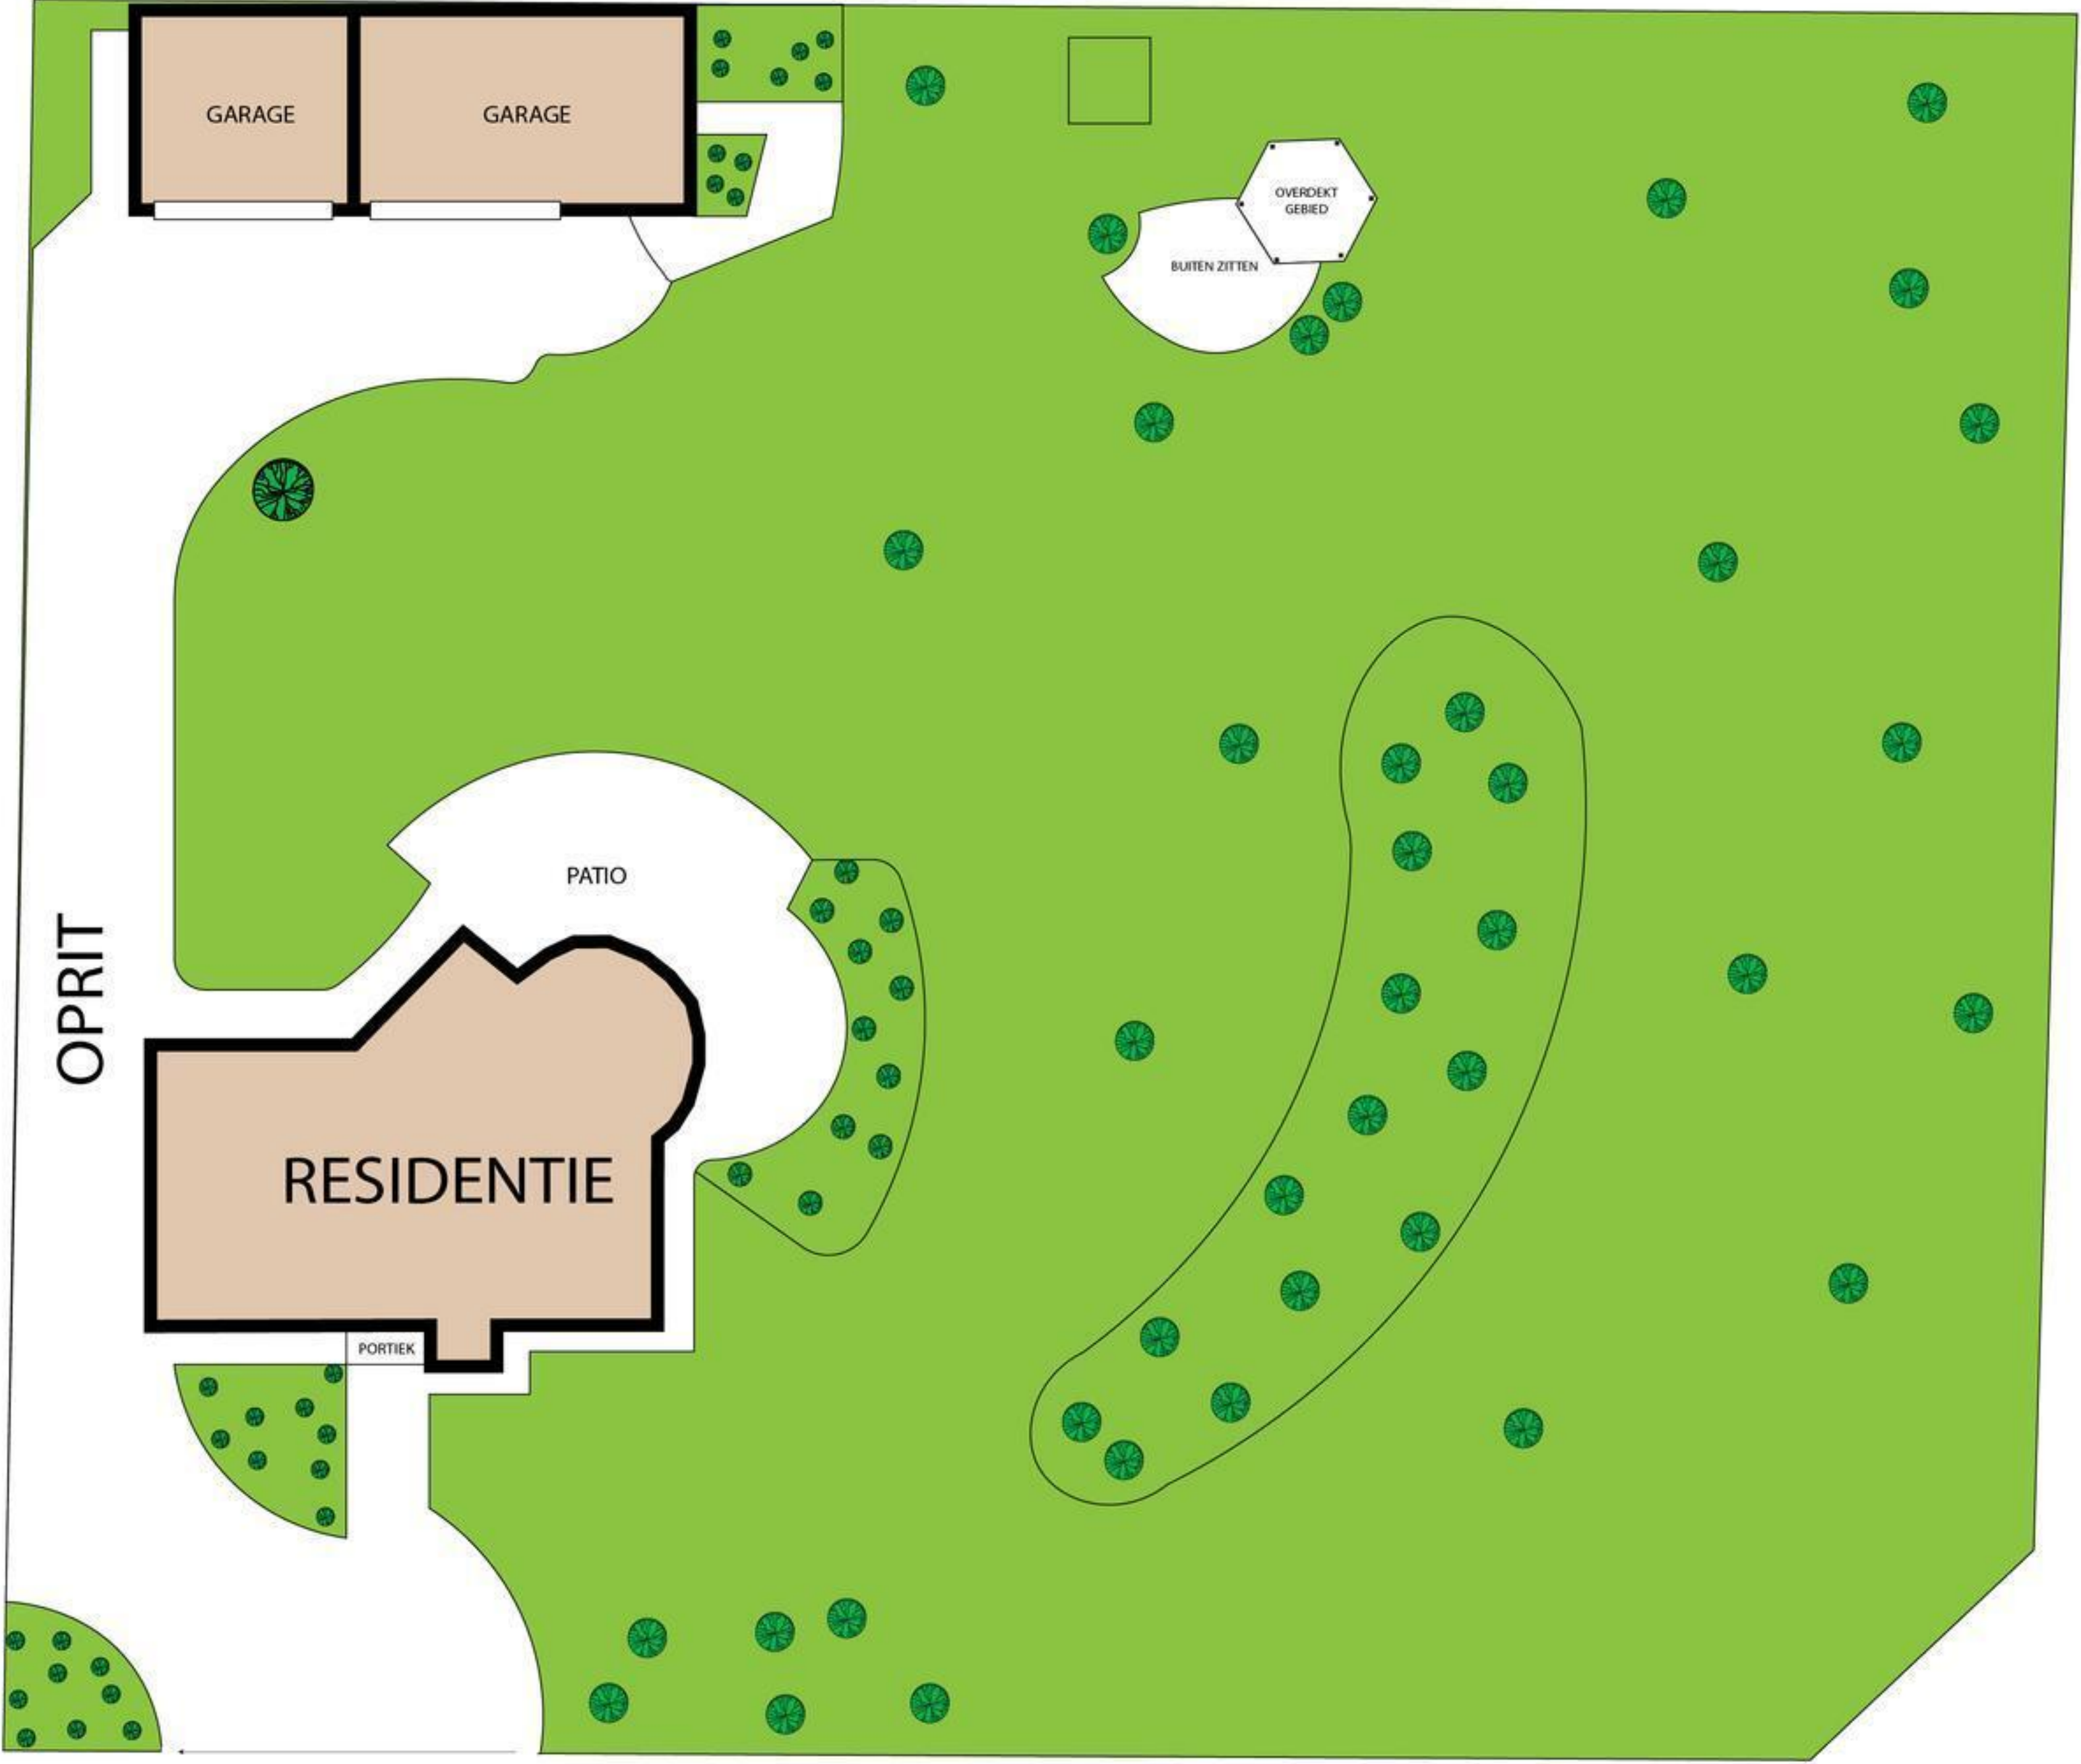 GARAGE
GARAGE
OVERDEKT
GEBIED
BUITEN ZITTEN
PATIO
OPRIT
RESIDENTIE
PORTIEK